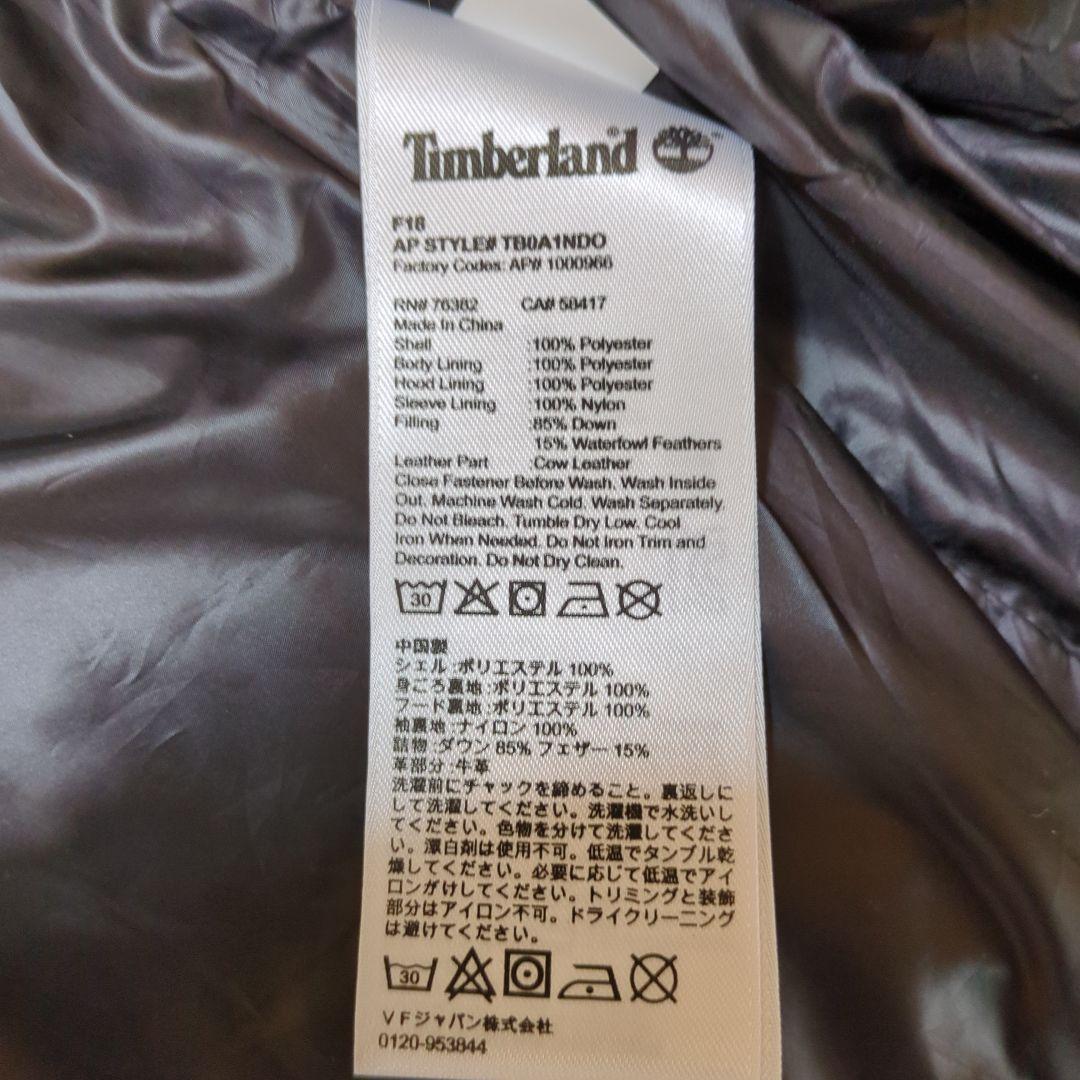 Timberland
F18
AP STYLE# TB0A1NDO
Factory Codes: AP# 1000966
RN# 76382 CA# 58417
Made In China
Shell :100% Polyester
Body Lining :100% Polyester
Hood Lining :100% Polyester
Sleeve Lining :100% Nylon
Filling :85% Down
15% Waterfowl Feathers
Leather Part :Cow Leather
Close Fastener Before Wash. Wash Inside
Out. Machine Wash Cold. Wash Separately.
Do Not Bleach. Tumble Dry Low. Cool
Iron When Needed. Do Not Iron Trim and
Decoration. Do Not Dry Clean.
30
中国製
シェル :ポリエステル 100%
身ごろ裏地 :ポリエステル 100%
フード裏地 :ポリエステル 100%
袖裏地 :ナイロン 100%
詰物 :ダウン 85% フェザー 15%
革部分 :牛革
洗濯前にチャックを締めること。裏返しに
して洗濯してください。洗濯機で水洗いし
てください。色物を分けて洗濯してくださ
い。漂白剤は使用不可。低温でタンブル乾
燥してください。必要に応じて低温でアイ
ロンがけしてください。トリミングと装飾
部分はアイロン不可。ドライクリーニング
は避けてください。
30
VFジャパン株式会社
0120-953844